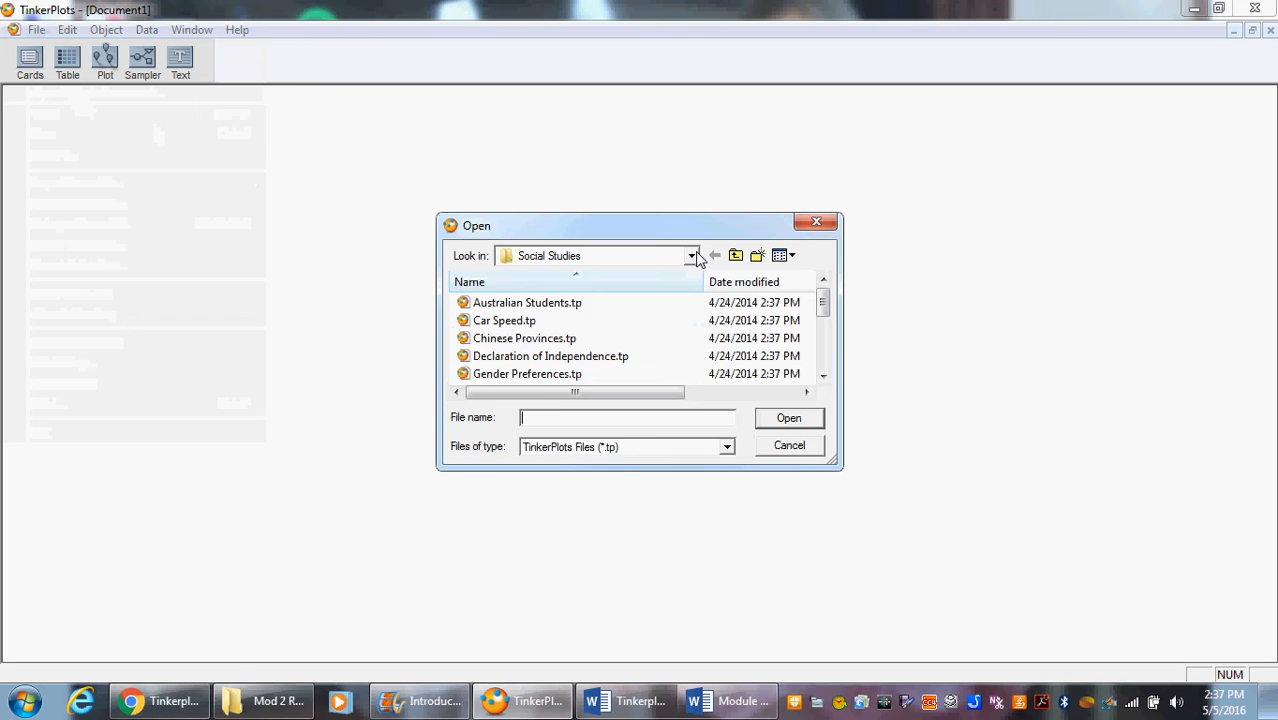 TinkerPlots - [Document1]
File Edit Object Data Window Help
Cards Table Plot Sampler Text
Open
Look in: Social Studies
Name Date modified
Australian Students.tp 4/24/2014 2:37 PM
Car Speed.tp 4/24/2014 2:37 PM
Chinese Provinces.tp 4/24/2014 2:37 PM
Declaration of Independence.tp 4/24/2014 2:37 PM
Gender Preferences.tp 4/24/2014 2:37 PM
File name: Open
Files of type: TinkerPlots Files (*.tp) Cancel
NUM
Tinkerpl... Mod 2 R... Introduc... TinkerPl... Tinkerpl... Module ... 2:37 PM
5/5/2016